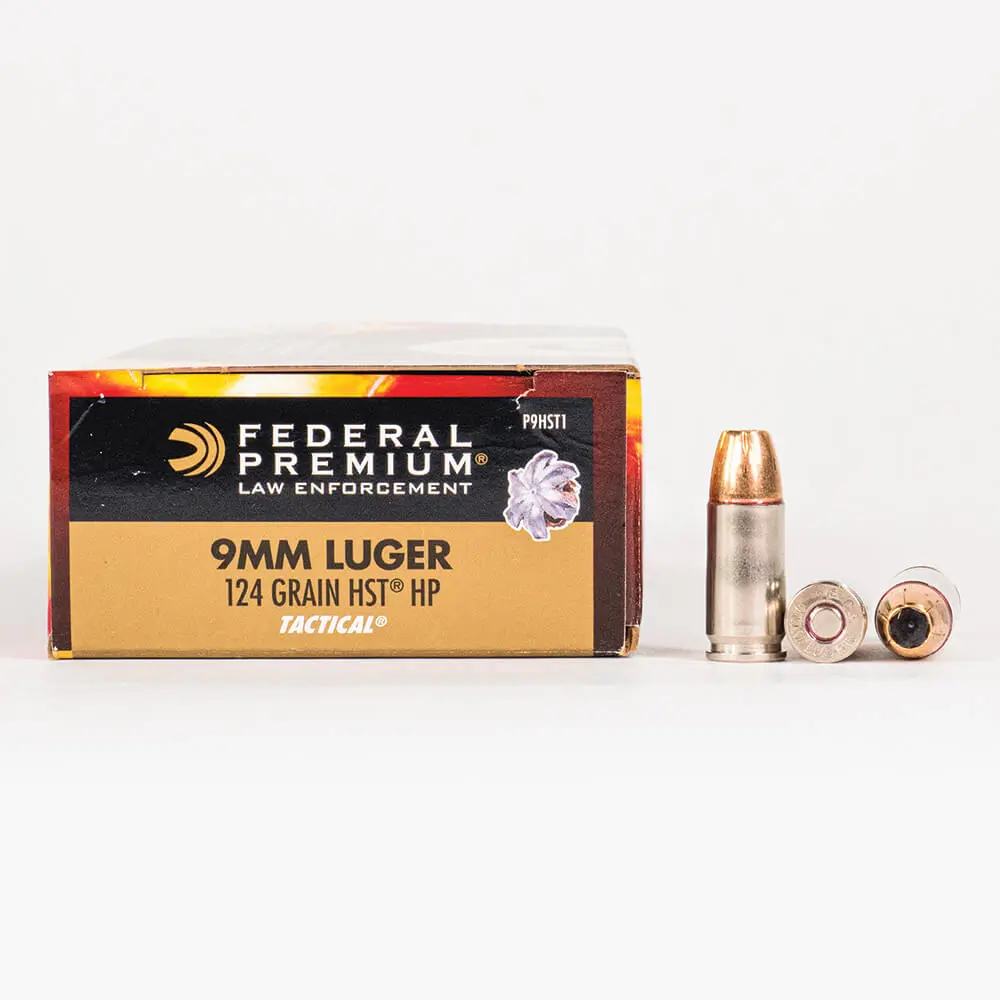 P9HST1
FEDERAL
PREMIUM®
LAW ENFORCEMENT
9MM LUGER
124 GRAIN HST® HP
TACTICAL®